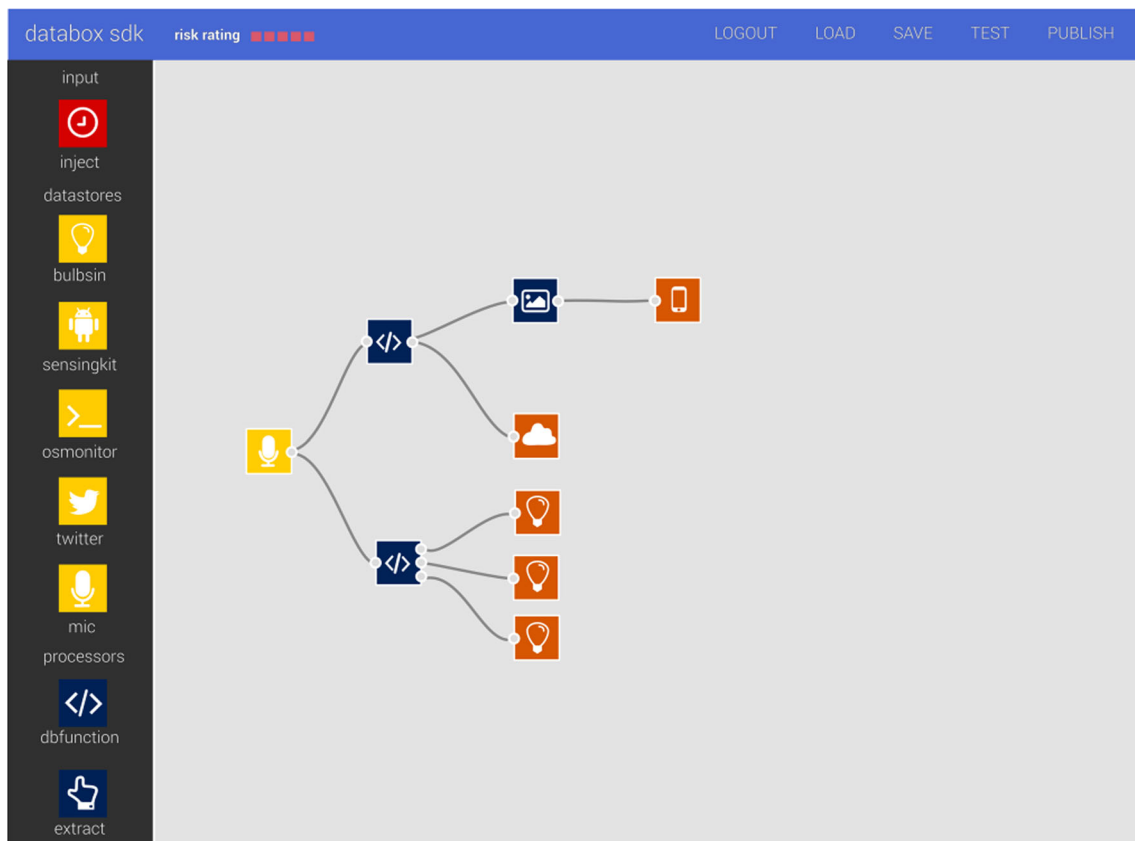 databox sdk risk rating LOGOUT LOAD SAVE TEST PUBLISH
input
inject
datastores
bulbsin
sensingkit
osmonitor
twitter
mic
processors
dbfunction
extract